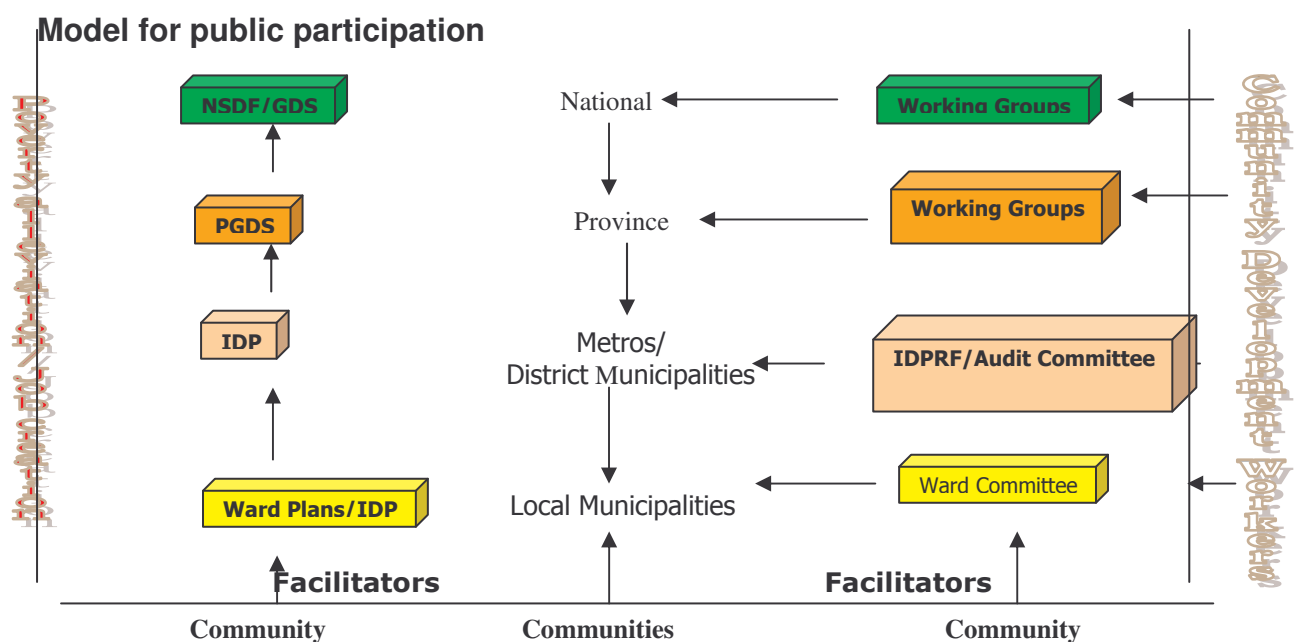 Model for public participation
NSDF/GDS
National
Working Groups
PGDS
Province
Working Groups
IDP
Metros/
District Municipalities
IDPRF/Audit Committee
Ward Plans/IDP
Local Municipalities
Ward Committee
Facilitators
Facilitators
Community
Communities
Community
Community Development Workers